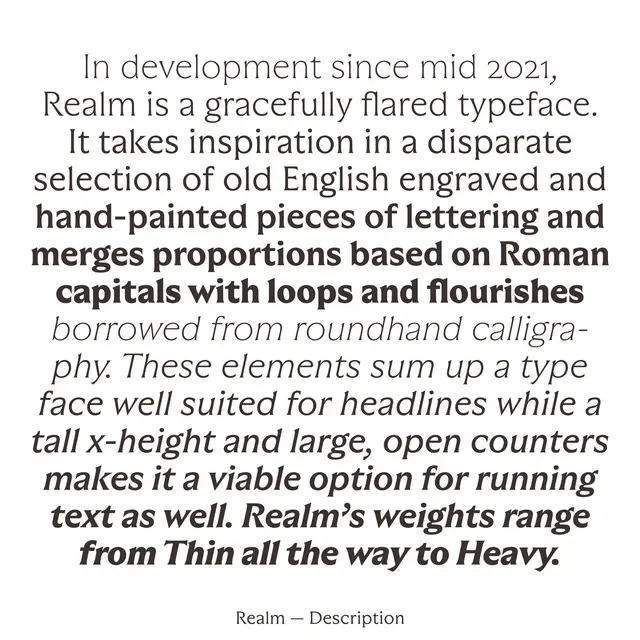 In development since mid 2021,
Realm is a gracefully flared typeface.
It takes inspiration in a disparate
selection of old English engraved and
hand-painted pieces of lettering and
merges proportions based on Roman
capitals with loops and flourishes
borrowed from roundhand calligra-
phy. These elements sum up a type
face well suited for headlines while a
tall x-height and large, open counters
makes it a viable option for running
text as well. Realm’s weights range
from Thin all the way to Heavy.
Realm — Description